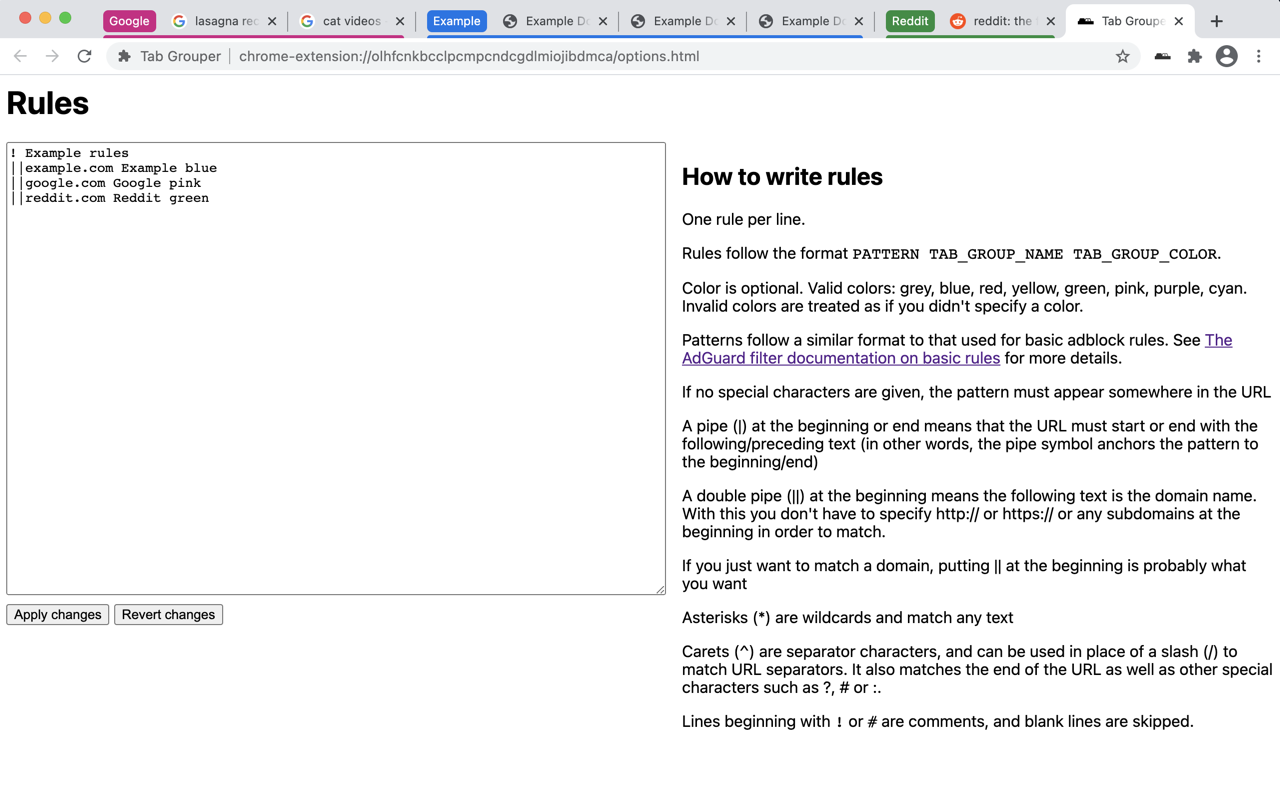 Google lasagna rec cat videos Example Example Do Example Do Example Do Reddit reddit: the Tab Groupe
Tab Grouper chrome-extension://olhfcnkbcclpcmpcndcgdlmiojibdmca/options.html
Rules
! Example rules
||example.com Example blue
||google.com Google pink
||reddit.com Reddit green
Apply changes Revert changes
How to write rules
One rule per line.
Rules follow the format PATTERN TAB_GROUP_NAME TAB_GROUP_COLOR.
Color is optional. Valid colors: grey, blue, red, yellow, green, pink, purple, cyan.
Invalid colors are treated as if you didn't specify a color.
Patterns follow a similar format to that used for basic adblock rules. See The
AdGuard filter documentation on basic rules for more details.
If no special characters are given, the pattern must appear somewhere in the URL
A pipe (|) at the beginning or end means that the URL must start or end with the
following/preceding text (in other words, the pipe symbol anchors the pattern to
the beginning/end)
A double pipe (||) at the beginning means the following text is the domain name.
With this you don't have to specify http:// or https:// or any subdomains at the
beginning in order to match.
If you just want to match a domain, putting || at the beginning is probably what
you want
Asterisks (*) are wildcards and match any text
Carets (^) are separator characters, and can be used in place of a slash (/) to
match URL separators. It also matches the end of the URL as well as other special
characters such as ?, # or :.
Lines beginning with ! or # are comments, and blank lines are skipped.